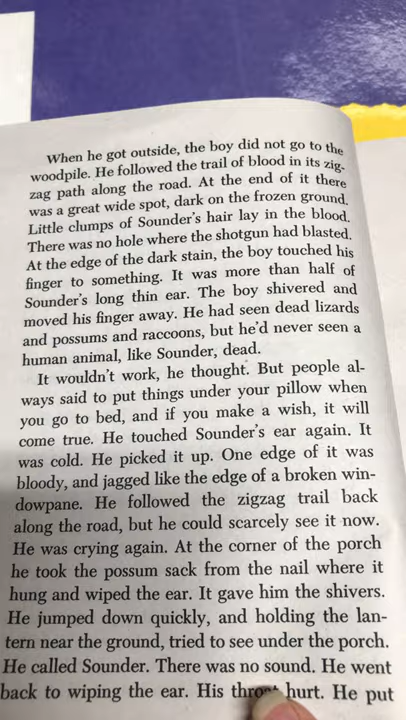 When he got outside, the boy did not go to the
woodpile. He followed the trail of blood in its zig-
zag path along the road. At the end of it there
was a great wide spot, dark on the frozen ground.
Little clumps of Sounder's hair lay in the blood.
There was no hole where the shotgun had blasted.
At the edge of the dark stain, the boy touched his
finger to something. It was more than half of
Sounder's long thin ear. The boy shivered and
moved his finger away. He had seen dead lizards
and possums and raccoons, but he'd never seen a
human animal, like Sounder, dead.
It wouldn't work, he thought. But people al-
ways said to put things under your pillow when
you go to bed, and if you make a wish, it will
come true. He touched Sounder's ear again. It
was cold. He picked it up. One edge of it was
bloody, and jagged like the edge of a broken win-
dowpane. He followed the zigzag trail back
along the road, but he could scarcely see it now.
He was crying again. At the corner of the porch
he took the possum sack from the nail where it
hung and wiped the ear. It gave him the shivers.
He jumped down quickly, and holding the lan-
tern near the ground, tried to see under the porch.
He called Sounder. There was no sound. He went
back to wiping the ear. His throat hurt. He put